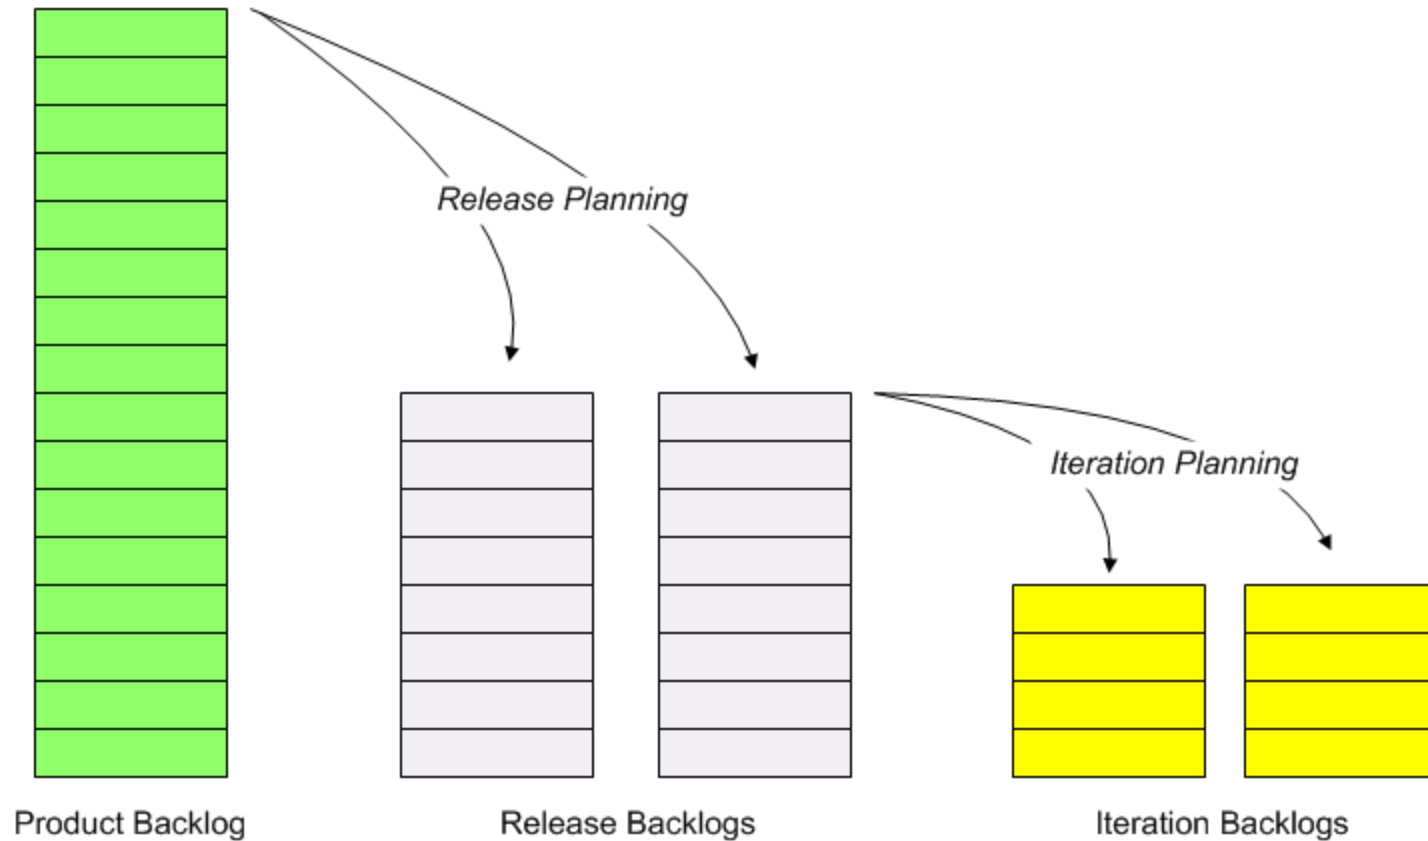 Release Planning
Iteration Planning
Product Backlog
Release Backlogs
Iteration Backlogs